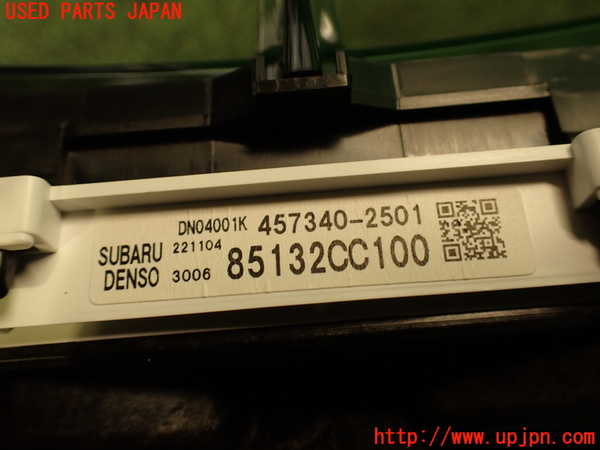 USED PARTS JAPAN
DN04001K 457340-2501
SUBARU 221104 85132CC100
DENSO 3006
http://www.upjpn.com/